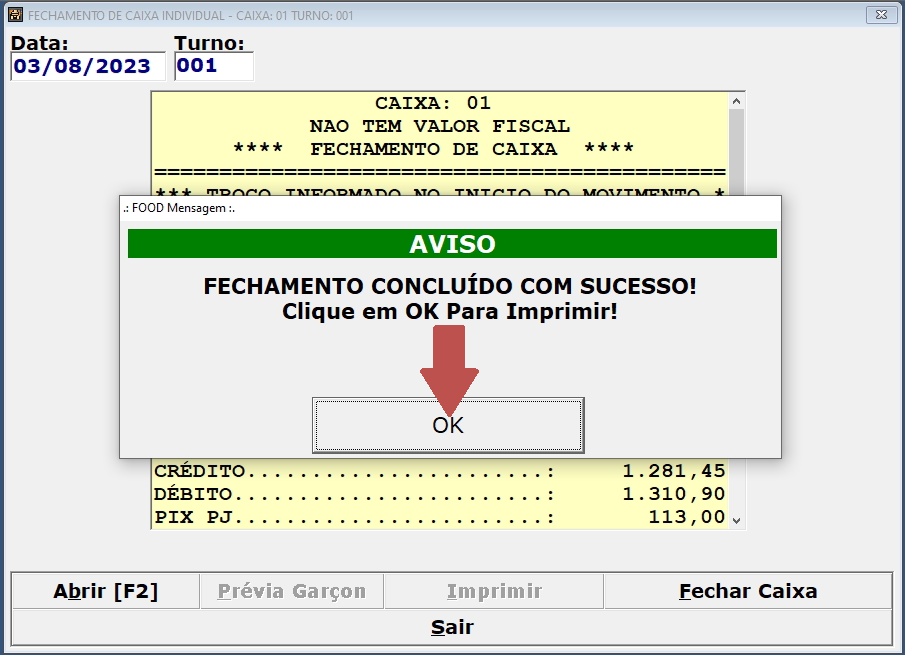 FECHAMENTO DE CAIXA INDIVIDUAL - CAIXA: 01 TURNO: 001
Data: Turno:
03/08/2023 001
CAIXA: 01
NAO TEM VALOR FISCAL
**** FECHAMENTO DE CAIXA ****
============================================
*** TROCO INFORMADO NO INICIO DO MOVIMENTO *
.: FOOD Mensagem :.
AVISO
FECHAMENTO CONCLUÍDO COM SUCESSO!
Clique em OK Para Imprimir!
OK
CRÉDITO.......................: 1.281,45
DÉBITO........................: 1.310,90
PIX PJ........................: 113,00
Abrir [F2] Prévia Garçon Imprimir Fechar Caixa
Sair